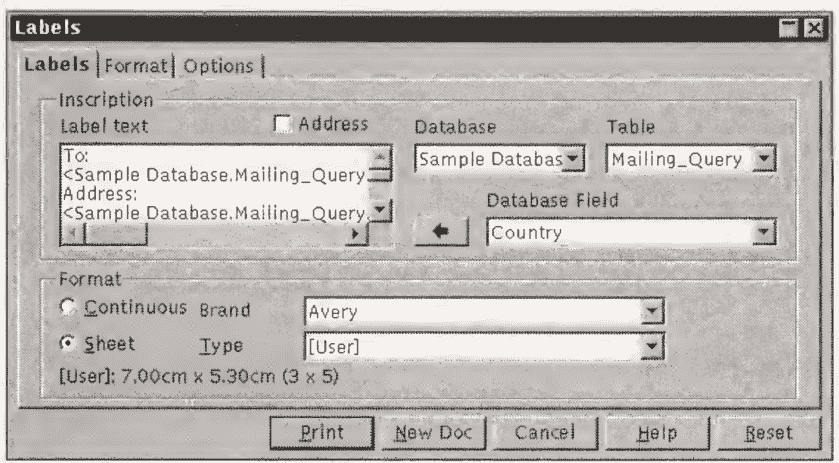 Labels
Labels Format Options
Inscription
Label text Address Database Table
To:
<Sample Database.Mailing_Query.
Address:
<Sample Database.Mailing_Query.
Sample Databas Mailing_Query
Database Field
Country
Format
Continuous Brand Avery
Sheet Type [User]
[User]: 7.00cm x 5.30cm (3 x 5)
Print New Doc Cancel Help Reset